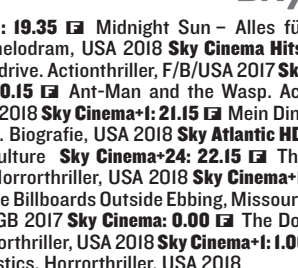 : 19.35 Midnight Sun – Alles fü
nelodram, USA 2018 Sky Cinema Hits
drive. Actionthriller, F/B/USA 2017 Sk
0.15 Ant-Man and the Wasp. Ac
2018 Sky Cinema+1: 21.15 Mein Din
. Biografie, USA 2018 Sky Atlantic HD
ulture Sky Cinema+24: 22.15 Th
Horrorthriller, USA 2018 Sky Cinema+
e Billboards Outside Ebbing, Missour
GB 2017 Sky Cinema: 0.00 The Do
orthriller, USA 2018 Sky Cinema+1: 1.0
istics. Horrorthriller, USA 2018